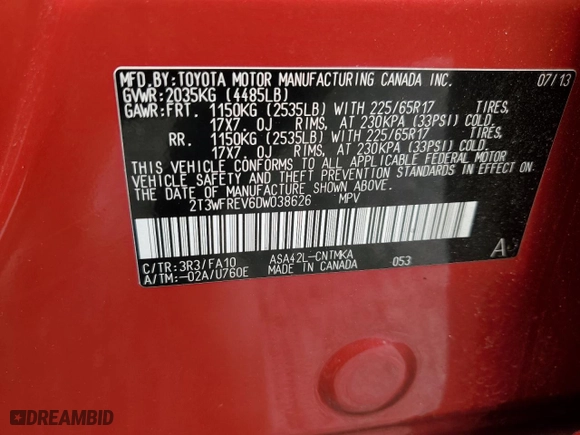 MFD.BY:TOYOTA MOTOR MANUFACTURING CANADA INC. 07/13
GVWR:2035KG (4485LB)
GAWR:FRT. 1150KG (2535LB) WITH 225/65R17 TIRES,
17X7 0J RIMS, AT 230KPA (33PSI) COLD.
RR. 1150KG (2535LB) WITH 225/65R17 TIRES,
17X7 0J RIMS, AT 230KPA (33PSI) COLD.
THIS VEHICLE CONFORMS TO ALL APPLICABLE FEDERAL MOTOR
VEHICLE SAFETY AND THEFT PREVENTION STANDARDS IN EFFECT
ON THE DATE OF MANUFACTURE SHOWN ABOVE.
2T3WFREV6DW038626 MPV
C/TR:3R3/FA10 ASA42L-CNTMKA 053 A
A/TM:-02A/U760E MADE IN CANADA
DREAMBID